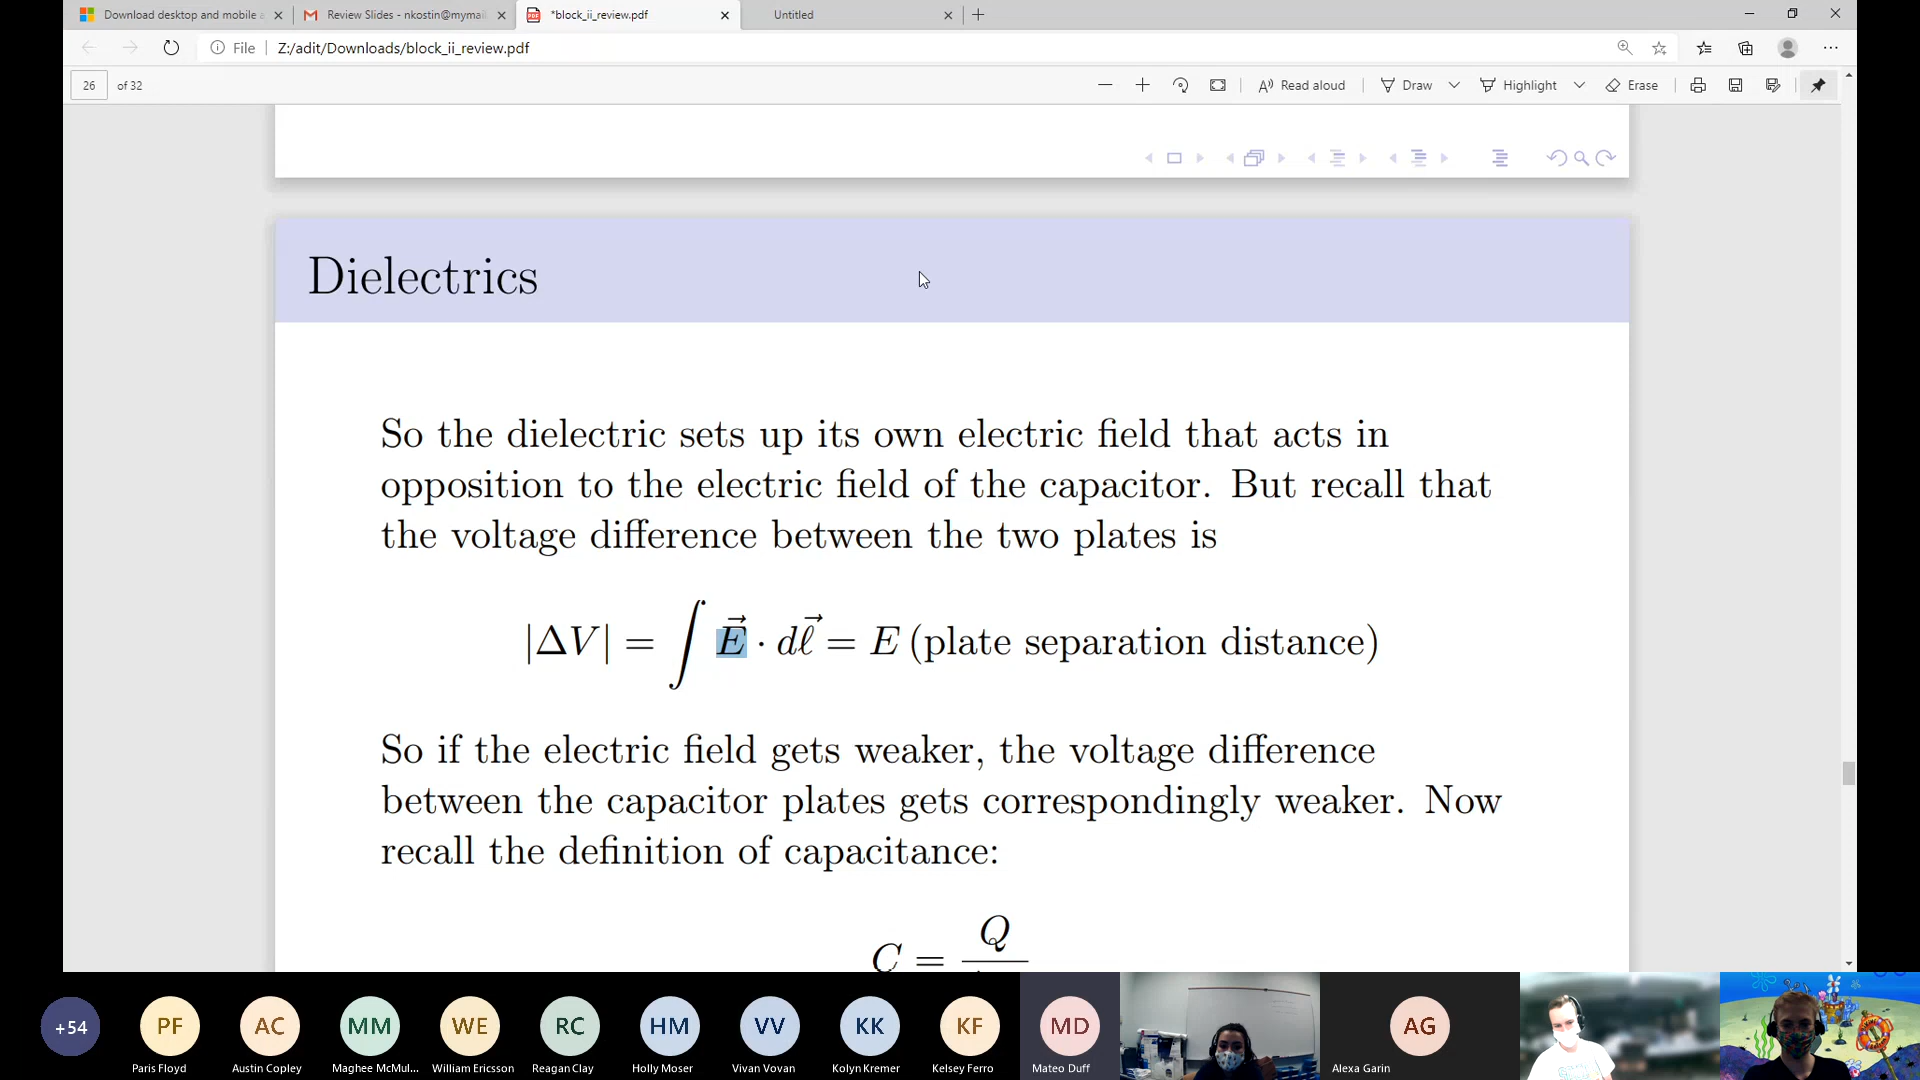 Download desktop and mobile a
Review Slides - nkostin@mymai
*block_ii_review.pdf
Untitled
File
Z:/adit/Downloads/block_ii_review.pdf
26
of 32
Read aloud
Draw
Highlight
Erase
Dielectrics
So the dielectric sets up its own electric field that acts in
opposition to the electric field of the capacitor. But recall that
the voltage difference between the two plates is
|ΔV| = ∫ E⃗ · dℓ⃗ = E (plate separation distance)
So if the electric field gets weaker, the voltage difference
between the capacitor plates gets correspondingly weaker. Now
recall the definition of capacitance:
Q
C =
+54
PF
AC
MM
WE
RC
HM
VV
KK
KF
MD
AG
Paris Floyd
Austin Copley
Maghee McMul...
William Ericsson
Reagan Clay
Holly Moser
Vivan Vovan
Kolyn Kremer
Kelsey Ferro
Mateo Duff
Alexa Garin